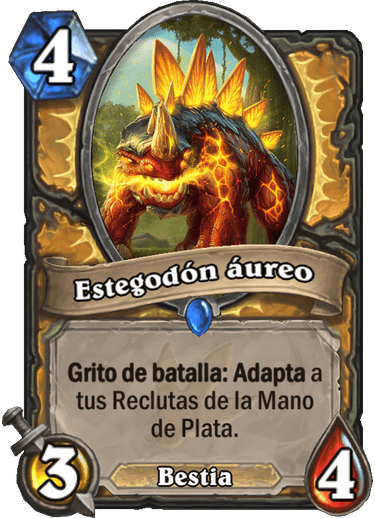 4
Estegodón áureo
Grito de batalla: Adapta a
tus Reclutas de la Mano
de Plata.
3
Bestia
4